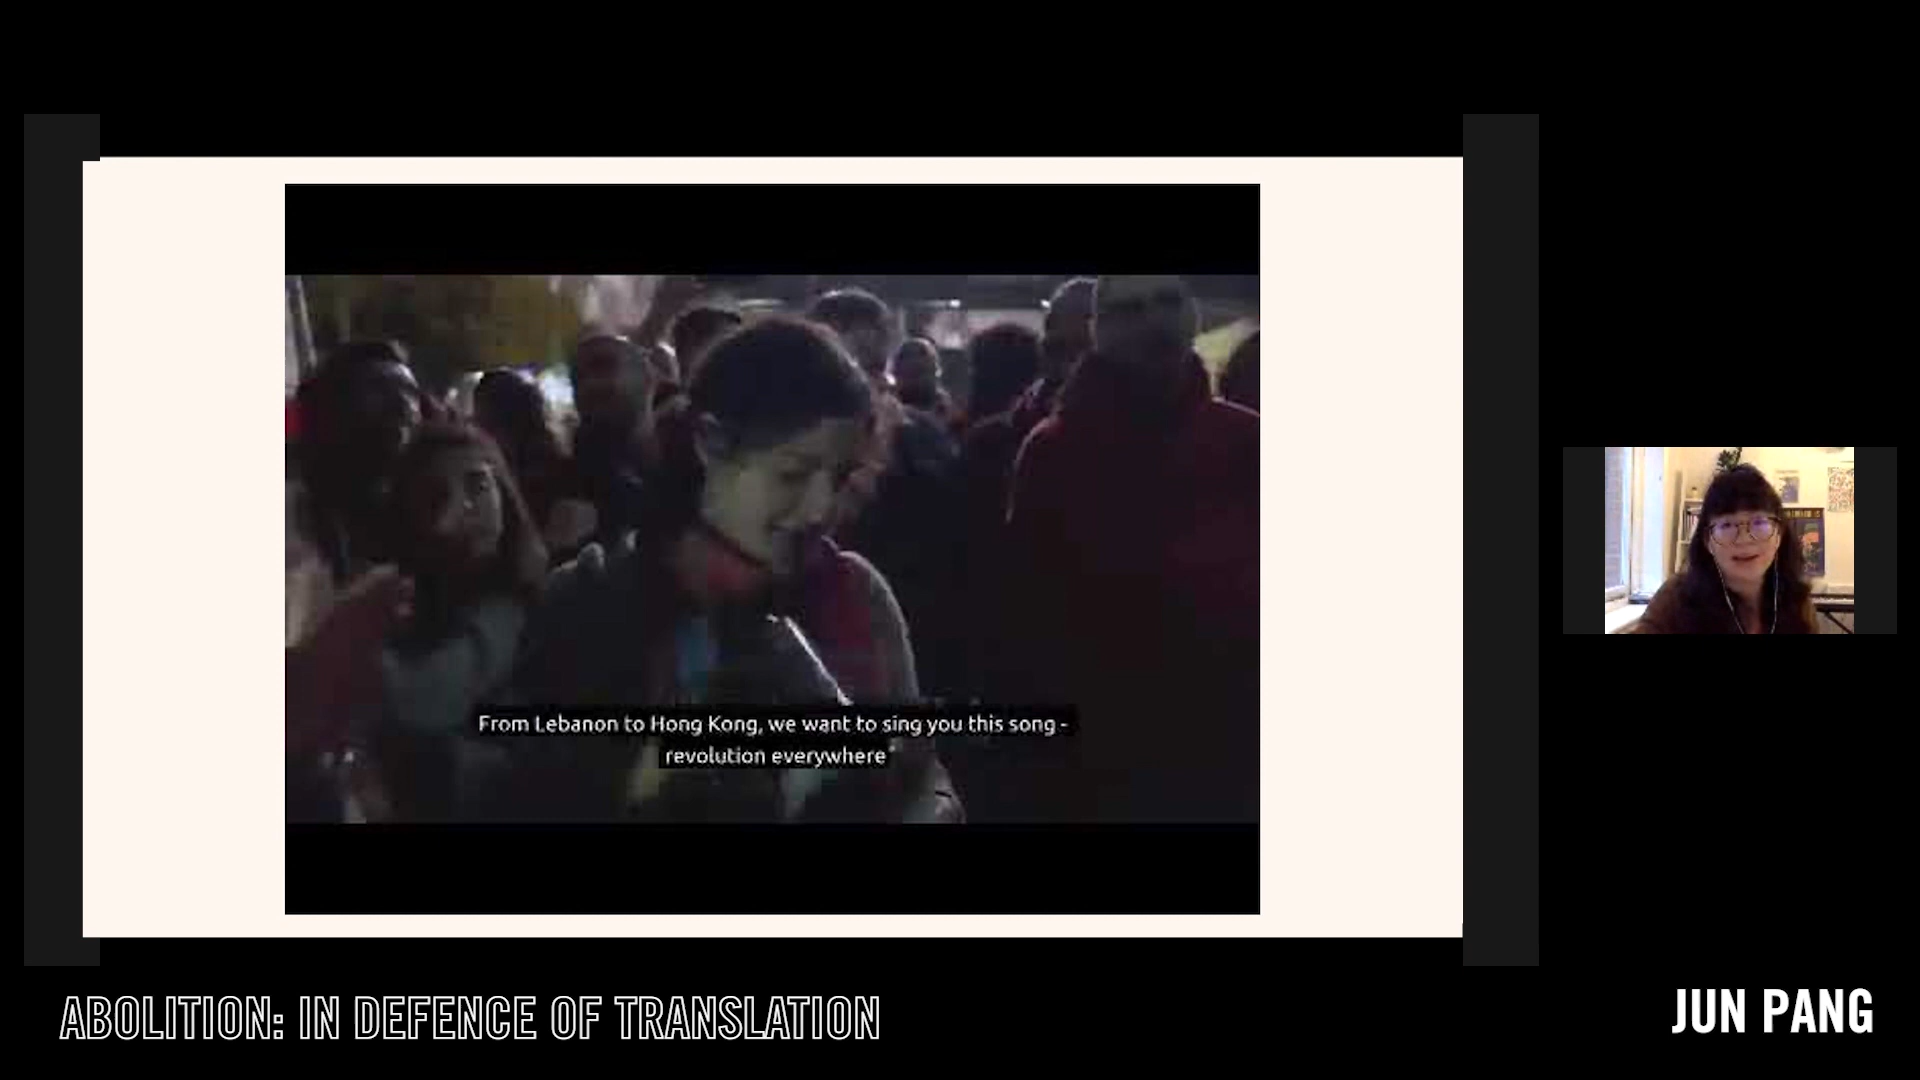 From Lebanon to Hong Kong, we want to sing you this song -
revolution everywhere
ABOLITION: IN DEFENCE OF TRANSLATION
JUN PANG